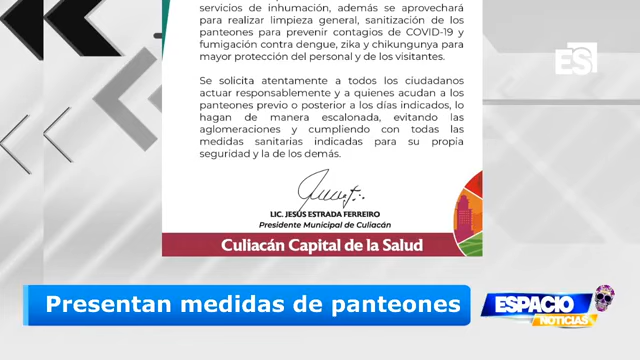 servicios de inhumación, además se aprovechará
para realizar limpieza general, sanitización de los
panteones para prevenir contagios de COVID-19 y
fumigación contra dengue, zika y chikungunya para
mayor protección del personal y de los visitantes.
Se solicita atentamente a todos los ciudadanos
actuar responsablemente y a quienes acudan a los
panteones previo o posterior a los días indicados, lo
hagan de manera escalonada, evitando las
aglomeraciones y cumpliendo con todas las
medidas sanitarias indicadas para su propia
seguridad y la de los demás.
LIC. JESÚS ESTRADA FERREIRO
Presidente Municipal de Culiacán
Culiacán Capital de la Salud
ES
Presentan medidas de panteones
ESPACIO
NOTICIAS